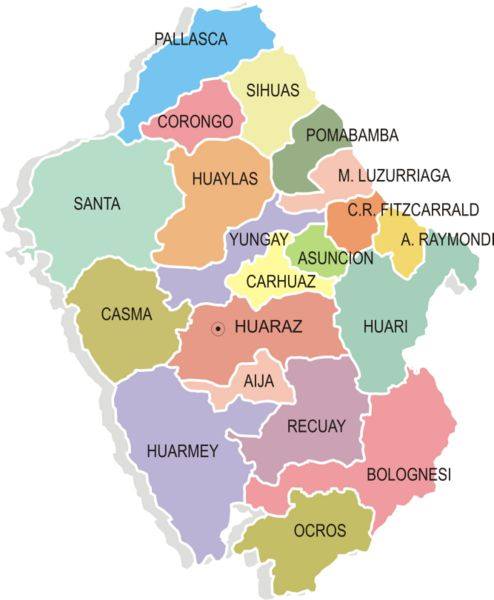 PALLASCA
SIHUAS
CORONGO
POMABAMBA
M. LUZURRIAGA
HUAYLAS
SANTA
C.R. FITZCARRALD
YUNGAY
A. RAYMONDI
ASUNCION
CARHUAZ
CASMA
HUARAZ
HUARI
AIJA
RECUAY
HUARMEY
BOLOGNESI
OCROS